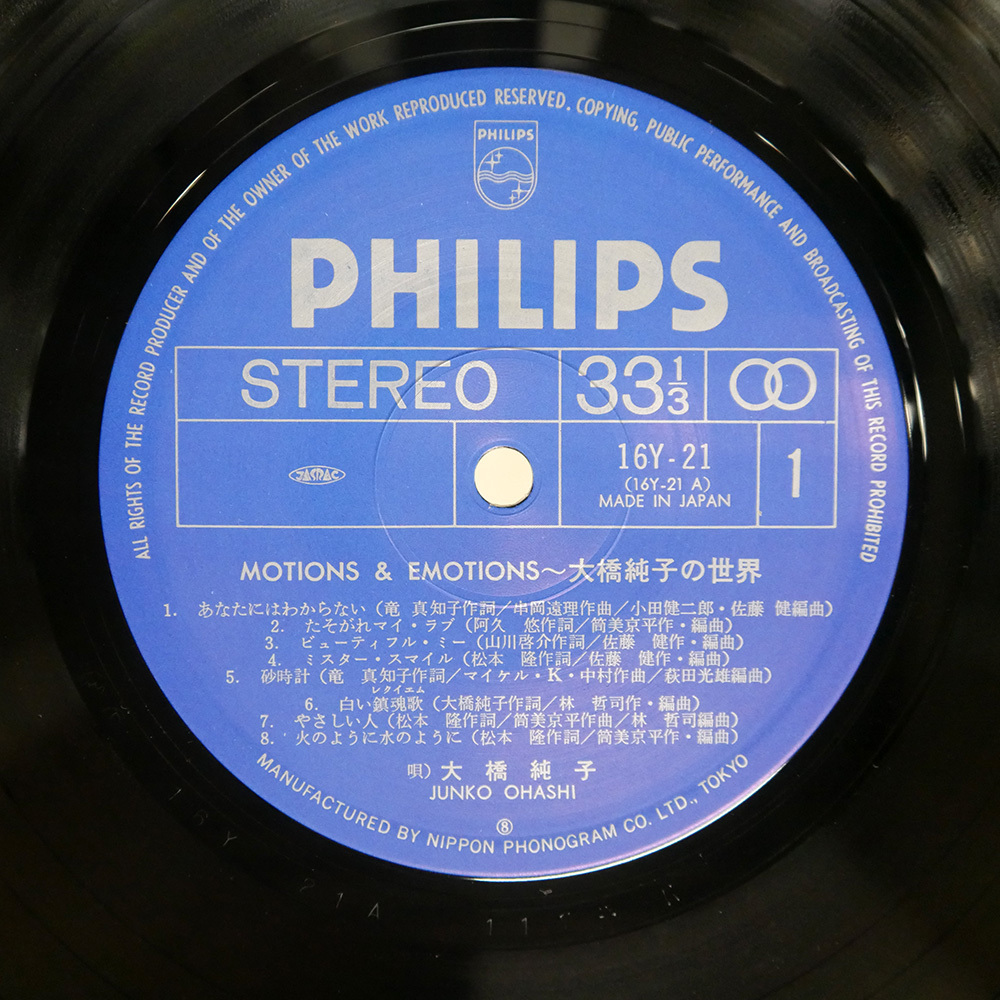 ALL RIGHTS OF THE RECORD PRODUCER AND OF THE OWNER OF THE WORK REPRODUCED RESERVED. COPYING, PUBLIC PERFORMANCE AND BROADCASTING OF THIS RECORD PROHIBITED
PHILIPS
PHILIPS
STEREO 33 1/3
JASRAC
16Y-21
(16Y-21 A)
MADE IN JAPAN
1
MOTIONS & EMOTIONS～大橋純子の世界
1. あなたにはわからない（竜 真知子作詞／串岡遠理作曲／小田健二郎・佐藤 健編曲）
2. たそがれマイ・ラブ（阿久 悠作詞／筒美京平作・編曲）
3. ビューティフル・ミー（山川啓介作詞／佐藤 健作・編曲）
4. ミスター・スマイル（松本 隆作詞／佐藤 健作・編曲）
5. 砂時計（竜 真知子作詞／マイケル・K・中村作曲／萩田光雄編曲）
レクイエム
6. 白い鎮魂歌（大橋純子作詞／林 哲司作・編曲）
7. やさしい人（松本 隆作詞／筒美京平作曲／林 哲司編曲）
8. 火のように水のように（松本 隆作詞／筒美京平作・編曲）
唄）大橋純子
JUNKO OHASHI
⑧
MANUFACTURED BY NIPPON PHONOGRAM CO. LTD., TOKYO